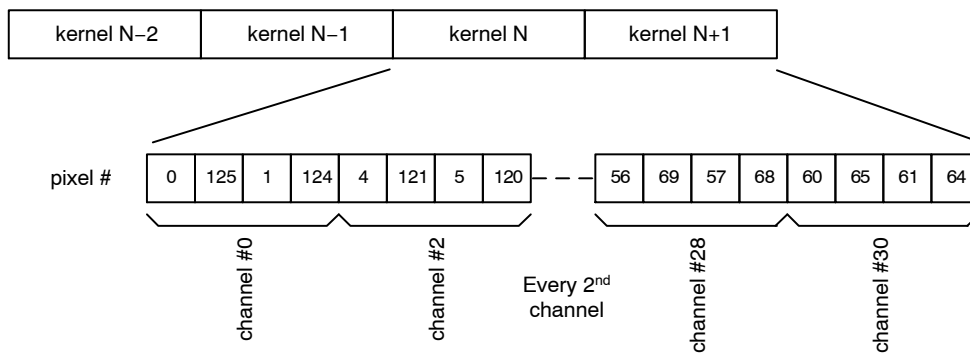 kernel N−2 kernel N−1 kernel N kernel N+1
pixel # 0 125 1 124 4 121 5 120 56 69 57 68 60 65 61 64
channel #0 channel #2 channel #28 channel #30
Every 2nd
channel